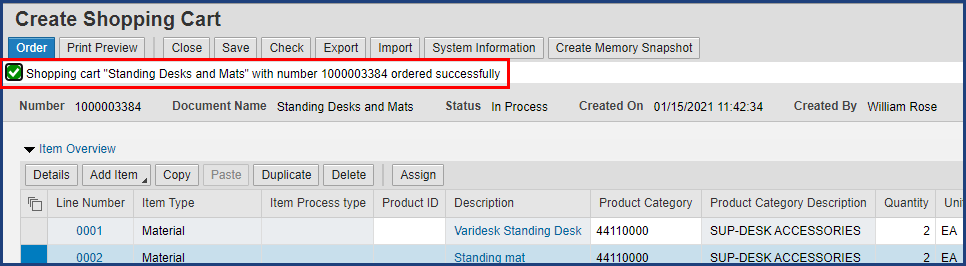 Create Shopping Cart
Order Print Preview Close Save Check Export Import System Information Create Memory Snapshot
Shopping cart "Standing Desks and Mats" with number 1000003384 ordered successfully
Number 1000003384 Document Name Standing Desks and Mats Status In Process Created On 01/15/2021 11:42:34 Created By William Rose
Item Overview
Details Add Item Copy Paste Duplicate Delete Assign
Line Number Item Type Item Process type Product ID Description Product Category Product Category Description Quantity Uni
0001 Material Varidesk Standing Desk 44110000 SUP-DESK ACCESSORIES 2 EA
0002 Material Standing mat 44110000 SUP-DESK ACCESSORIES 2 EA